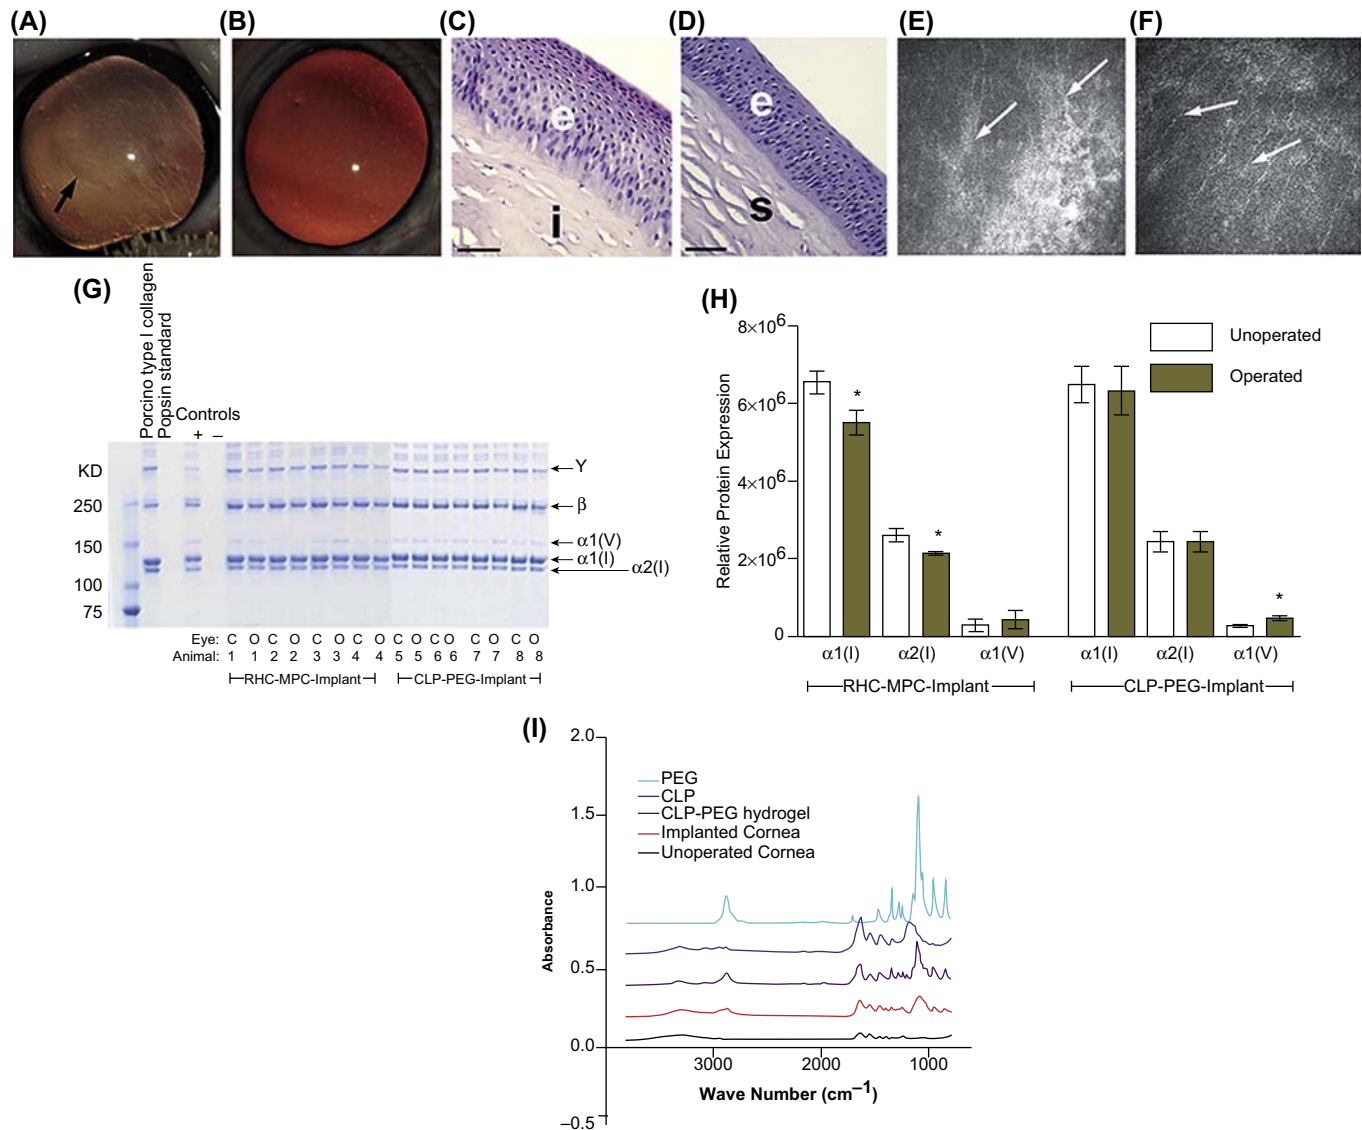 (A) (B) (C) (D) (E) (F)
e i
e s
(G)
Porcino type I collagen
Popsin standard
Controls
+ −
KD
250
150
100
75
Y
β
α1(V)
α1(I)
α2(I)
Eye: C O C O C O C O C O C O C O C O
Animal: 1 1 2 2 3 3 4 4 5 5 6 6 7 7 8 8
RHC-MPC-Implant CLP-PEG-Implant
(H)
Relative Protein Expression
8×10⁶
6×10⁶
4×10⁶
2×10⁶
0
Unoperated
Operated
* * *
α1(I) α2(I) α1(V) α1(I) α2(I) α1(V)
RHC-MPC-Implant CLP-PEG-Implant
(I)
Absorbance
2.0
1.5
1.0
0.5
0.0
−0.5
PEG
CLP
CLP-PEG hydrogel
Implanted Cornea
Unoperated Cornea
3000 2000 1000
Wave Number (cm⁻¹)